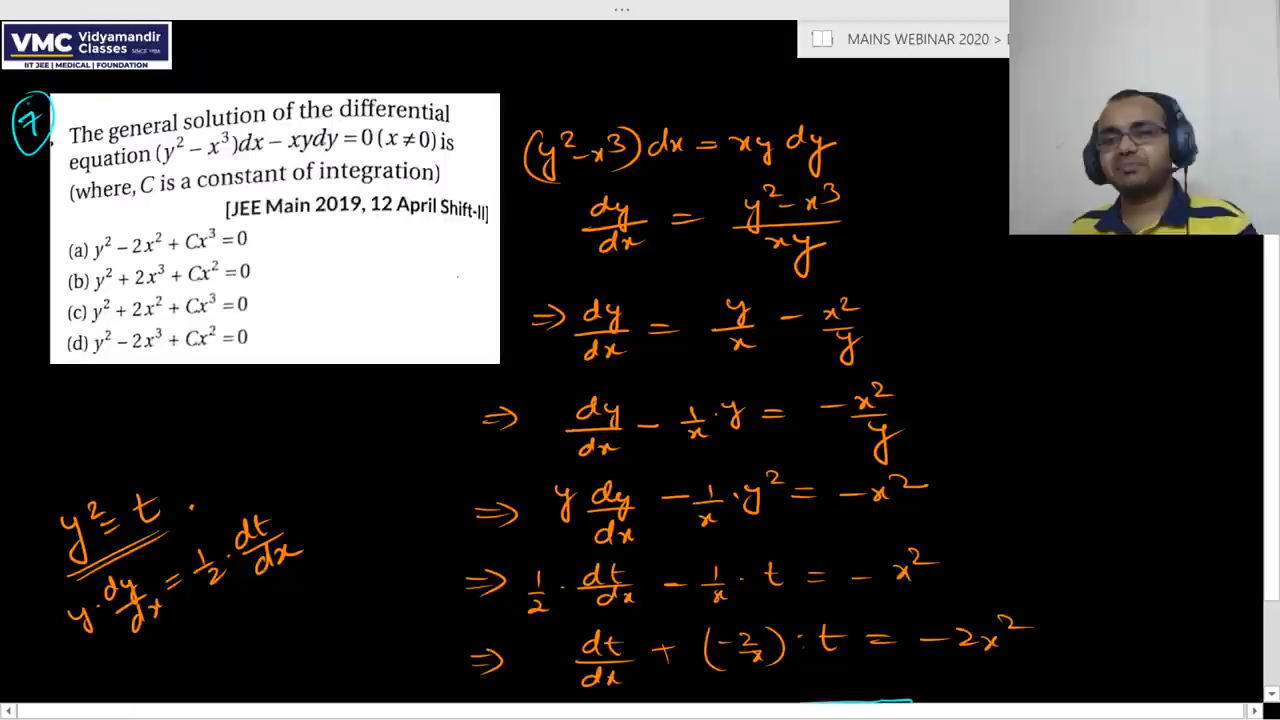 VMC Vidyamandir Classes SINCE 1986
IIT JEE | MEDICAL | FOUNDATION
MAINS WEBINAR 2020 >
7
The general solution of the differential
equation (y² − x³)dx − xydy = 0 (x ≠ 0) is
(where, C is a constant of integration)
[JEE Main 2019, 12 April Shift-II]
(a) y² − 2x² + Cx³ = 0
(b) y² + 2x³ + Cx² = 0
(c) y² + 2x² + Cx³ = 0
(d) y² − 2x³ + Cx² = 0
(y² − x³) dx = xy dy
dy/dx = (y² − x³)/xy
⇒ dy/dx = y/x − x²/y
⇒ dy/dx − 1/x · y = −x²/y
⇒ y dy/dx − 1/x · y² = −x²
⇒ 1/2 · dt/dx − 1/x · t = − x²
⇒ dt/dx + (−2/x) · t = −2x²
y² = t
y · dy/dx = 1/2 · dt/dx